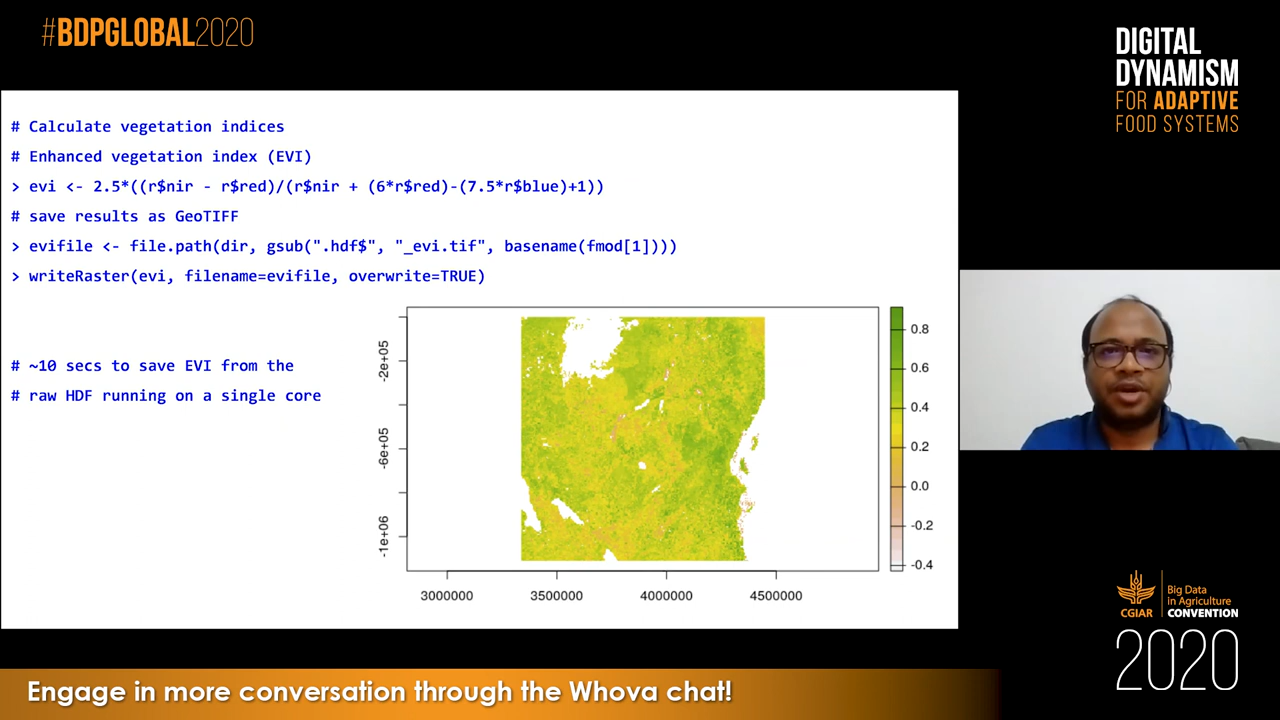 #BDPGLOBAL2020
DIGITAL
DYNAMISM
FOR ADAPTIVE
FOOD SYSTEMS
# Calculate vegetation indices
# Enhanced vegetation index (EVI)
> evi <- 2.5*((r$nir - r$red)/(r$nir + (6*r$red)-(7.5*r$blue)+1))
# save results as GeoTIFF
> evifile <- file.path(dir, gsub(".hdf$", "_evi.tif", basename(fmod[1])))
> writeRaster(evi, filename=evifile, overwrite=TRUE)
# ~10 secs to save EVI from the
# raw HDF running on a single core
-2e+05
-6e+05
-1e+06
3000000 3500000 4000000 4500000
0.8
0.6
0.4
0.2
0.0
-0.2
-0.4
CGIAR
Big Data
in Agriculture
CONVENTION
2020
Engage in more conversation through the Whova chat!